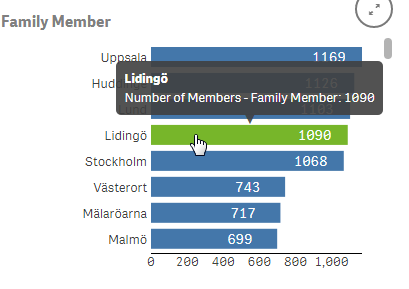 Family Member
Uppsala 1169
Lidingö
Number of Members - Family Member: 1090
Lidingö 1090
Stockholm 1068
Västerort 743
Mälaröarna 717
Malmö 699
0 200 400 600 800 1,000